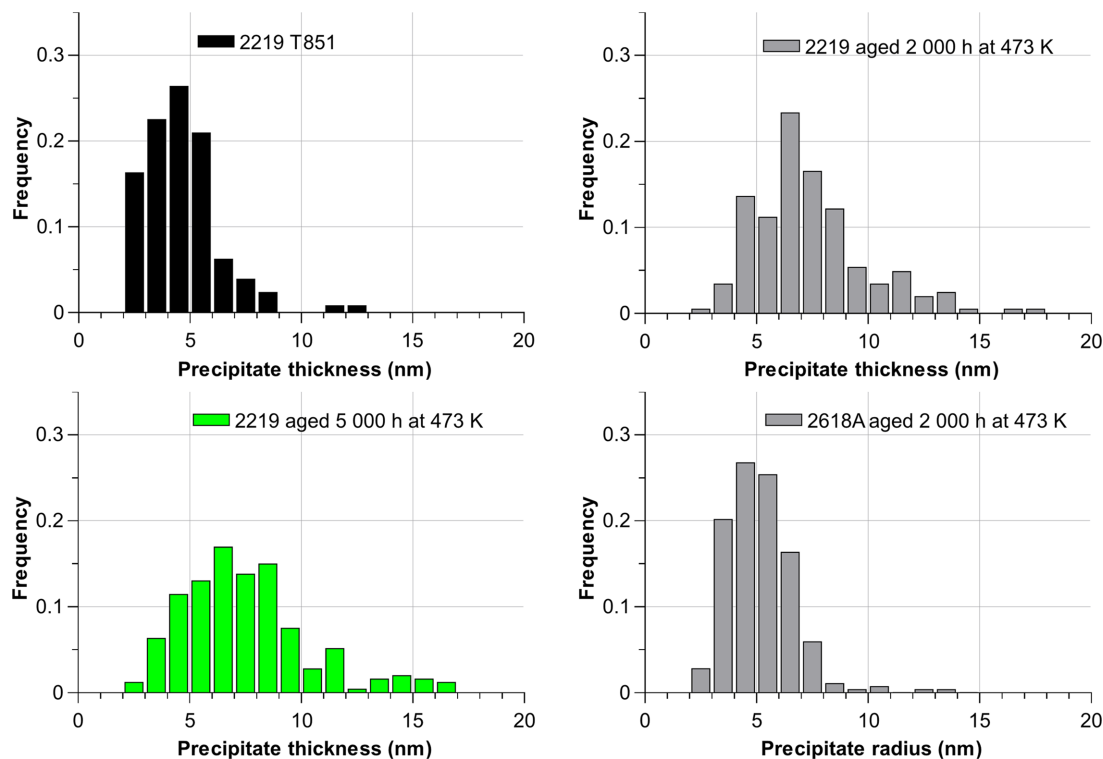 2219 T851
0.3
0.2
0.1
0
Frequency
0 5 10 15 20
Precipitate thickness (nm)
2219 aged 2 000 h at 473 K
0.3
0.2
0.1
0
Frequency
0 5 10 15 20
Precipitate thickness (nm)
2219 aged 5 000 h at 473 K
0.3
0.2
0.1
0
Frequency
0 5 10 15 20
Precipitate thickness (nm)
2618A aged 2 000 h at 473 K
0.3
0.2
0.1
0
Frequency
0 5 10 15 20
Precipitate radius (nm)